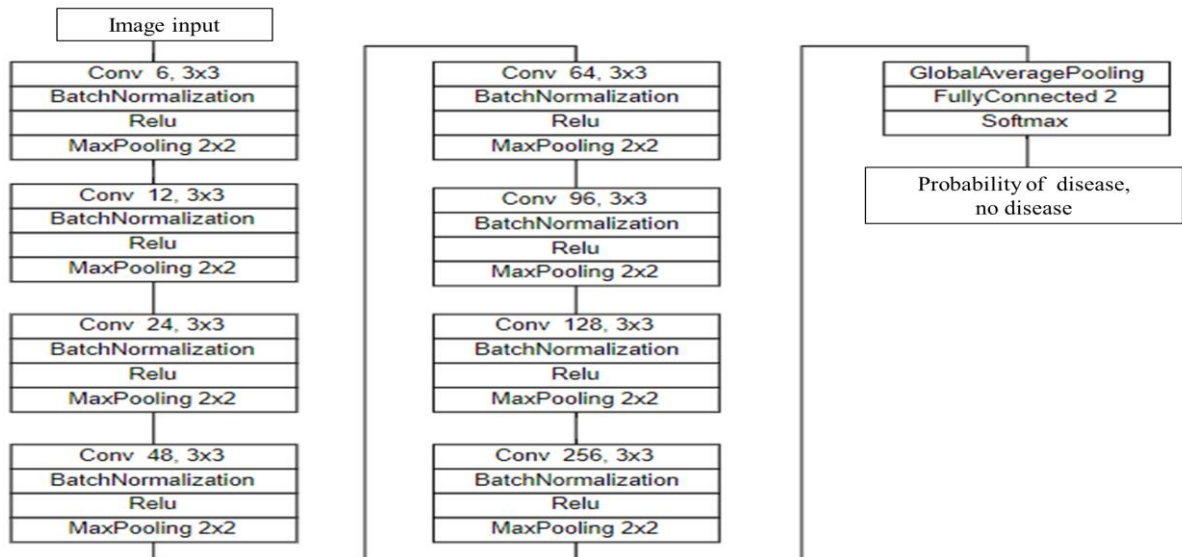 Image input
Conv 6, 3x3
BatchNormalization
Relu
MaxPooling 2x2
Conv 12, 3x3
BatchNormalization
Relu
MaxPooling 2x2
Conv 24, 3x3
BatchNormalization
Relu
MaxPooling 2x2
Conv 48, 3x3
BatchNormalization
Relu
MaxPooling 2x2
Conv 64, 3x3
BatchNormalization
Relu
MaxPooling 2x2
Conv 96, 3x3
BatchNormalization
Relu
MaxPooling 2x2
Conv 128, 3x3
BatchNormalization
Relu
MaxPooling 2x2
Conv 256, 3x3
BatchNormalization
Relu
MaxPooling 2x2
GlobalAveragePooling
FullyConnected 2
Softmax
Probability of disease,
no disease